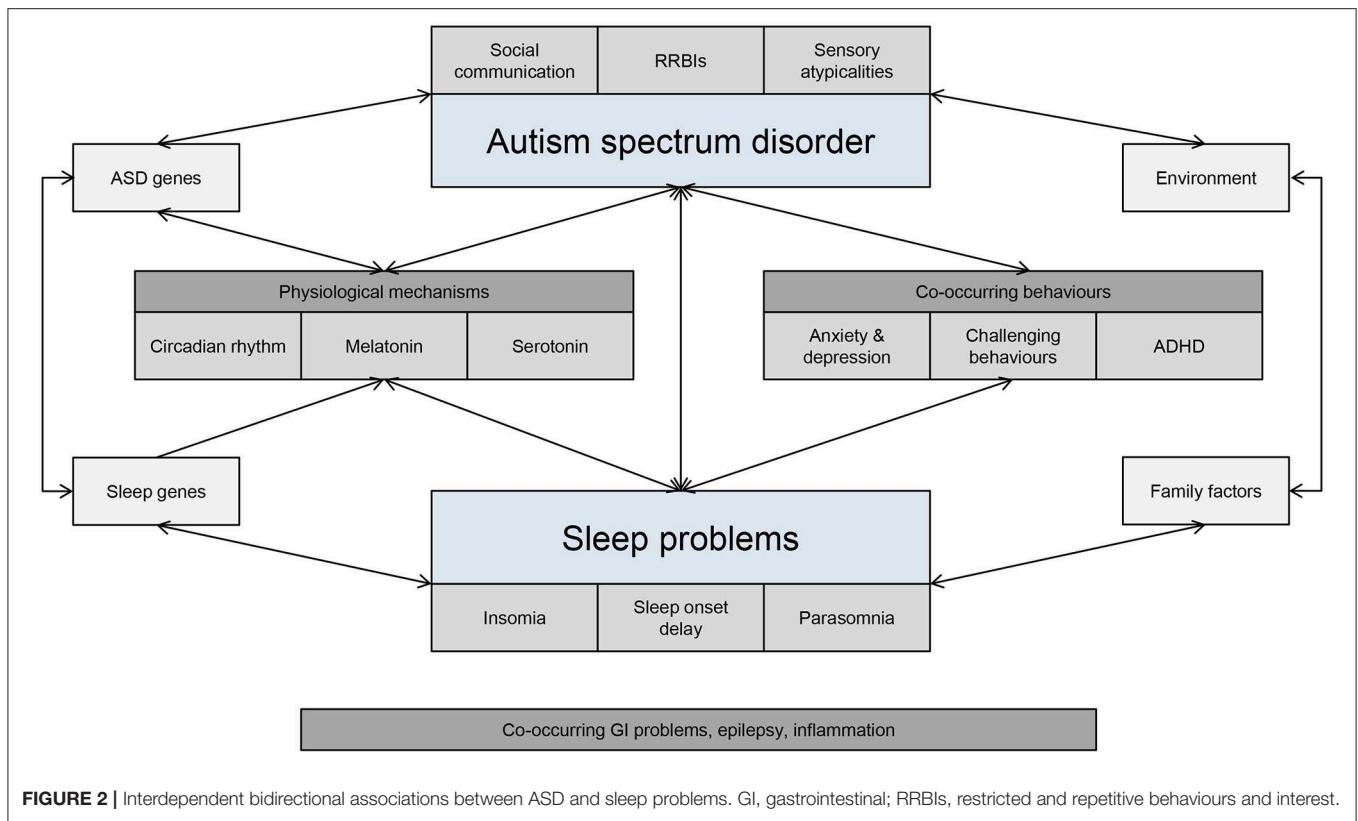 Social
communication
RRBIs
Sensory
atypicalities
Autism spectrum disorder
ASD genes
Environment
Physiological mechanisms
Circadian rhythm
Melatonin
Serotonin
Co-occurring behaviours
Anxiety &
depression
Challenging
behaviours
ADHD
Sleep genes
Family factors
Sleep problems
Insomia
Sleep onset
delay
Parasomnia
Co-occurring GI problems, epilepsy, inflammation
FIGURE 2 | Interdependent bidirectional associations between ASD and sleep problems. GI, gastrointestinal; RRBIs, restricted and repetitive behaviours and interest.